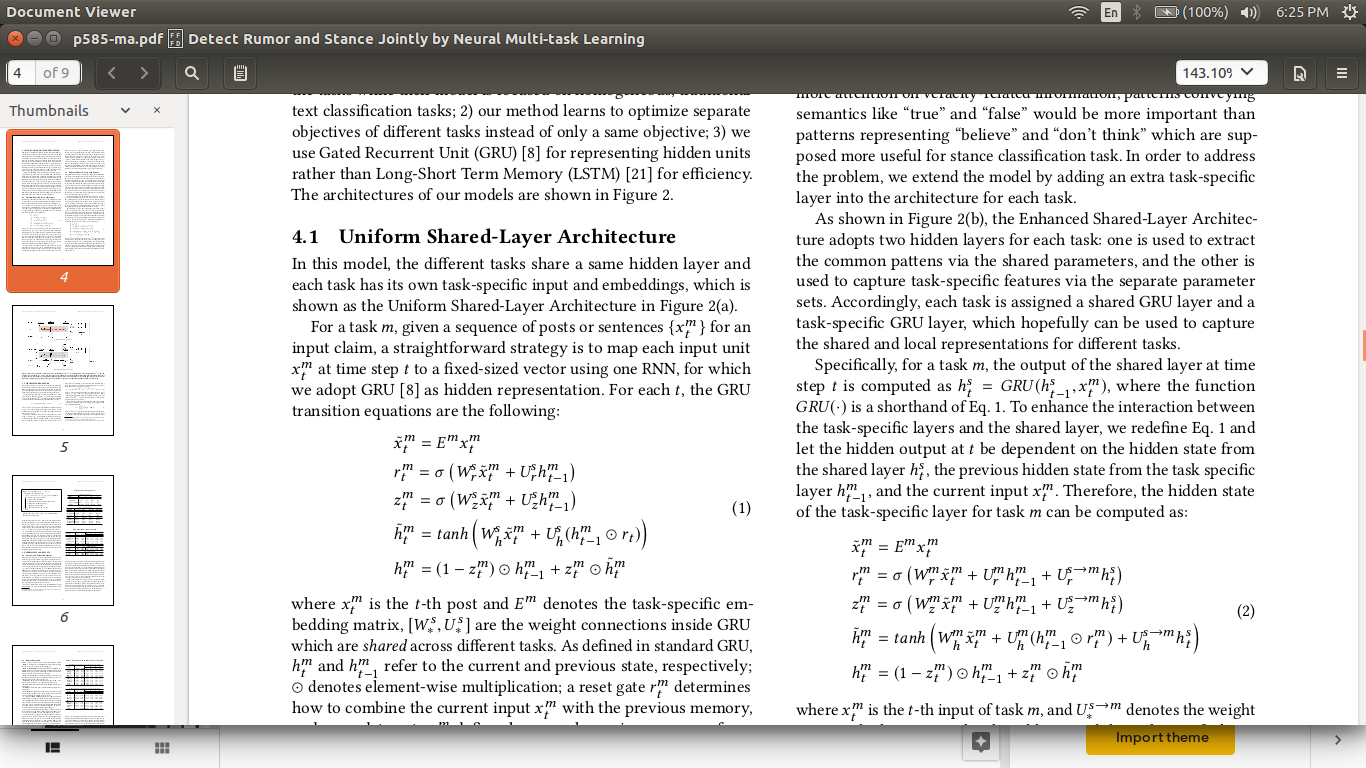 Document Viewer
En
(100%)
6:25 PM
p585-ma.pdf
Detect Rumor and Stance Jointly by Neural Multi-task Learning
4 of 9
143.10%
Thumbnails
4
5
6
text classification tasks; 2) our method learns to optimize separate
objectives of different tasks instead of only a same objective; 3) we
use Gated Recurrent Unit (GRU) [8] for representing hidden units
rather than Long-Short Term Memory (LSTM) [21] for efficiency.
The architectures of our models are shown in Figure 2.
4.1 Uniform Shared-Layer Architecture
In this model, the different tasks share a same hidden layer and
each task has its own task-specific input and embeddings, which is
shown as the Uniform Shared-Layer Architecture in Figure 2(a).
For a task m, given a sequence of posts or sentences {x_t^m} for an
input claim, a straightforward strategy is to map each input unit
x_t^m at time step t to a fixed-sized vector using one RNN, for which
we adopt GRU [8] as hidden representation. For each t, the GRU
transition equations are the following:
x̃_t^m = E^m x_t^m
r_t^m = σ (W_r^s x̃_t^m + U_r^s h_{t−1}^m)
z_t^m = σ (W_z^s x̃_t^m + U_z^s h_{t−1}^m)
(1)
h̃_t^m = tanh (W_h^s x̃_t^m + U_h^s (h_{t−1}^m ⊙ r_t))
h_t^m = (1 − z_t^m) ⊙ h_{t−1}^m + z_t^m ⊙ h̃_t^m
where x_t^m is the t-th post and E^m denotes the task-specific em-
bedding matrix, [W_*^s, U_*^s] are the weight connections inside GRU
which are shared across different tasks. As defined in standard GRU,
h_t^m and h_{t−1}^m refer to the current and previous state, respectively;
⊙ denotes element-wise multiplication; a reset gate r_t^m determines
how to combine the current input x_t^m with the previous memory,
more attention on veracity-related information, patterns conveying
semantics like “true” and “false” would be more important than
patterns representing “believe” and “don’t think” which are sup-
posed more useful for stance classification task. In order to address
the problem, we extend the model by adding an extra task-specific
layer into the architecture for each task.
As shown in Figure 2(b), the Enhanced Shared-Layer Architec-
ture adopts two hidden layers for each task: one is used to extract
the common pattens via the shared parameters, and the other is
used to capture task-specific features via the separate parameter
sets. Accordingly, each task is assigned a shared GRU layer and a
task-specific GRU layer, which hopefully can be used to capture
the shared and local representations for different tasks.
Specifically, for a task m, the output of the shared layer at time
step t is computed as h_t^s = GRU(h_{t−1}^s, x_t^m), where the function
GRU(·) is a shorthand of Eq. 1. To enhance the interaction between
the task-specific layers and the shared layer, we redefine Eq. 1 and
let the hidden output at t be dependent on the hidden state from
the shared layer h_t^s, the previous hidden state from the task specific
layer h_{t−1}^m, and the current input x_t^m. Therefore, the hidden state
of the task-specific layer for task m can be computed as:
x̃_t^m = E^m x_t^m
r_t^m = σ (W_r^m x̃_t^m + U_r^m h_{t−1}^m + U_r^{s→m} h_t^s)
z_t^m = σ (W_z^m x̃_t^m + U_z^m h_{t−1}^m + U_z^{s→m} h_t^s)
(2)
h̃_t^m = tanh (W_h^m x̃_t^m + U_h^m (h_{t−1}^m ⊙ r_t^m) + U_h^{s→m} h_t^s)
h_t^m = (1 − z_t^m) ⊙ h_{t−1}^m + z_t^m ⊙ h̃_t^m
where x_t^m is the t-th input of task m, and U_*^{s→m} denotes the weight
Import theme